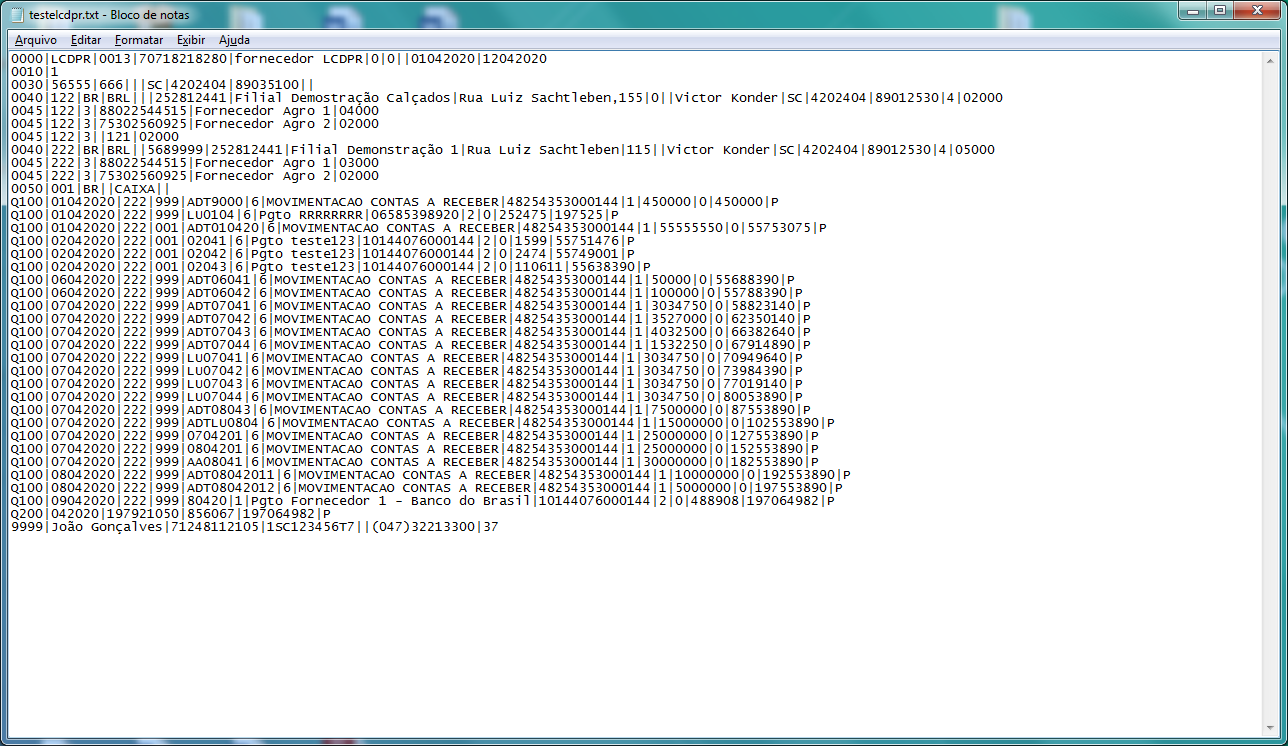 testelcdpr.txt - Bloco de notas
Arquivo Editar Formatar Exibir Ajuda
0000|LCDPR|0013|70718218280|fornecedor LCDPR|0|0||01042020|12042020
0010|1
0030|56555|666|||SC|4202404|89035100||
0040|122|BR|BRL|||252812441|Filial Demostração Calçados|Rua Luiz Sachtleben,155|0||Victor Konder|SC|4202404|89012530|4|02000
0045|122|3|88022544515|Fornecedor Agro 1|04000
0045|122|3|75302560925|Fornecedor Agro 2|02000
0045|122|3||121|02000
0040|222|BR|BRL||5689999|252812441|Filial Demonstração 1|Rua Luiz Sachtleben|115||Victor Konder|SC|4202404|89012530|4|05000
0045|222|3|88022544515|Fornecedor Agro 1|03000
0045|222|3|75302560925|Fornecedor Agro 2|02000
0050|001|BR||CAIXA||
Q100|01042020|222|999|ADT9000|6|MOVIMENTACAO CONTAS A RECEBER|48254353000144|1|450000|0|450000|P
Q100|01042020|222|999|LU0104|6|Pgto RRRRRRRR|06585398920|2|0|252475|197525|P
Q100|01042020|222|001|ADT010420|6|MOVIMENTACAO CONTAS A RECEBER|48254353000144|1|55555550|0|55753075|P
Q100|02042020|222|001|02041|6|Pgto teste123|10144076000144|2|0|1599|55751476|P
Q100|02042020|222|001|02042|6|Pgto teste123|10144076000144|2|0|2474|55749001|P
Q100|02042020|222|001|02043|6|Pgto teste123|10144076000144|2|0|110611|55638390|P
Q100|06042020|222|999|ADT06041|6|MOVIMENTACAO CONTAS A RECEBER|48254353000144|1|50000|0|55688390|P
Q100|06042020|222|999|ADT06042|6|MOVIMENTACAO CONTAS A RECEBER|48254353000144|1|100000|0|55788390|P
Q100|07042020|222|999|ADT07041|6|MOVIMENTACAO CONTAS A RECEBER|48254353000144|1|3034750|0|58823140|P
Q100|07042020|222|999|ADT07042|6|MOVIMENTACAO CONTAS A RECEBER|48254353000144|1|3527000|0|62350140|P
Q100|07042020|222|999|ADT07043|6|MOVIMENTACAO CONTAS A RECEBER|48254353000144|1|4032500|0|66382640|P
Q100|07042020|222|999|ADT07044|6|MOVIMENTACAO CONTAS A RECEBER|48254353000144|1|1532250|0|67914890|P
Q100|07042020|222|999|LU07041|6|MOVIMENTACAO CONTAS A RECEBER|48254353000144|1|3034750|0|70949640|P
Q100|07042020|222|999|LU07042|6|MOVIMENTACAO CONTAS A RECEBER|48254353000144|1|3034750|0|73984390|P
Q100|07042020|222|999|LU07043|6|MOVIMENTACAO CONTAS A RECEBER|48254353000144|1|3034750|0|77019140|P
Q100|07042020|222|999|LU07044|6|MOVIMENTACAO CONTAS A RECEBER|48254353000144|1|3034750|0|80053890|P
Q100|07042020|222|999|ADT08043|6|MOVIMENTACAO CONTAS A RECEBER|48254353000144|1|7500000|0|87553890|P
Q100|07042020|222|999|ADTLU0804|6|MOVIMENTACAO CONTAS A RECEBER|48254353000144|1|15000000|0|102553890|P
Q100|07042020|222|999|0704201|6|MOVIMENTACAO CONTAS A RECEBER|48254353000144|1|25000000|0|127553890|P
Q100|07042020|222|999|0804201|6|MOVIMENTACAO CONTAS A RECEBER|48254353000144|1|25000000|0|152553890|P
Q100|07042020|222|999|AA08041|6|MOVIMENTACAO CONTAS A RECEBER|48254353000144|1|30000000|0|182553890|P
Q100|08042020|222|999|ADT08042011|6|MOVIMENTACAO CONTAS A RECEBER|48254353000144|1|10000000|0|192553890|P
Q100|08042020|222|999|ADT08042012|6|MOVIMENTACAO CONTAS A RECEBER|48254353000144|1|5000000|0|197553890|P
Q100|09042020|222|999|80420|1|Pgto Fornecedor 1 - Banco do Brasil|10144076000144|2|0|488908|197064982|P
Q200|042020|197921050|856067|197064982|P
9999|João Gonçalves|71248112105|1SC123456T7||(047)32213300|37